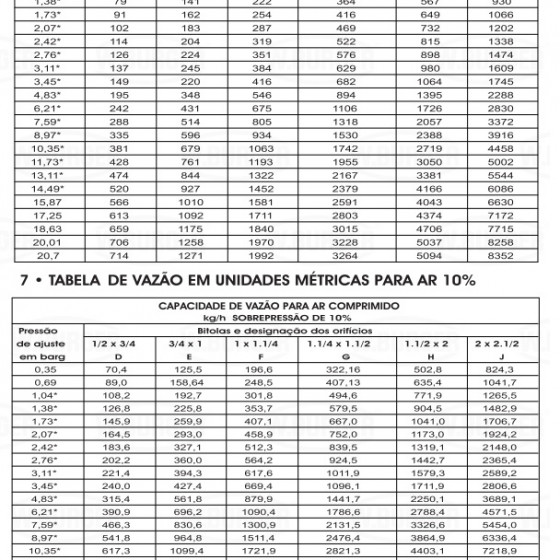 1,38* 79 141 222 364 567 930
1,73* 91 162 254 416 649 1066
2,07* 102 183 287 469 732 1202
2,42* 114 204 319 522 815 1338
2,76* 126 224 351 576 898 1474
3,11* 137 245 384 629 980 1609
3,45* 149 220 416 682 1064 1745
4,83* 195 348 546 894 1395 2288
6,21* 242 431 675 1106 1726 2830
7,59* 288 514 805 1318 2057 3372
8,97* 335 596 934 1530 2388 3916
10,35* 381 679 1063 1742 2719 4458
11,73* 428 761 1193 1955 3050 5002
13,11* 474 844 1322 2167 3381 5544
14,49* 520 927 1452 2379 4166 6086
15,87 566 1010 1581 2591 4043 6630
17,25 613 1092 1711 2803 4374 7172
18,63 659 1175 1840 3015 4706 7715
20,01 706 1258 1970 3228 5037 8258
20,7 714 1271 1992 3264 5094 8352
7 • TABELA DE VAZÃO EM UNIDADES MÉTRICAS PARA AR 10%
CAPACIDADE DE VAZÃO PARA AR COMPRIMIDO
kg/h SOBREPRESSÃO DE 10%
Pressão Bitolas e designação dos orifícios
de ajuste 1/2 x 3/4 3/4 x 1 1 x 1.1/4 1.1/4 x 1.1/2 1.1/2 x 2 2 x 2.1/2
em barg D E F G H J
0,35 70,4 125,5 196,6 322,16 502,8 824,3
0,69 89,0 158,64 248,5 407,13 635,4 1041,7
1,04* 108,2 192,7 301,8 494,6 771,9 1265,5
1,38* 126,8 225,8 353,7 579,5 904,5 1482,9
1,73* 145,9 259,9 407,1 667,0 1041,0 1706,7
2,07* 164,5 293,0 458,9 752,0 1173,0 1924,2
2,42* 183,6 327,1 512,3 839,5 1319,1 2148,0
2,76* 202,2 360,0 564,2 924,5 1442,7 2365,4
3,11* 221,4 394,3 617,6 1011,9 1579,3 2589,2
3,45* 240,0 427,4 669,4 1096,1 1711,9 2806,6
4,83* 315,4 561,8 879,9 1441,7 2250,1 3689,1
6,21* 390,9 696,2 1090,4 1786,6 2788,4 4571,5
7,59* 466,3 830,6 1300,9 2131,5 3326,6 5454,0
8,97* 541,8 964,8 1511,4 2476,4 3864,9 6336,4
10,35* 617,3 1099,4 1721,9 2821,3 4403,1 7218,9